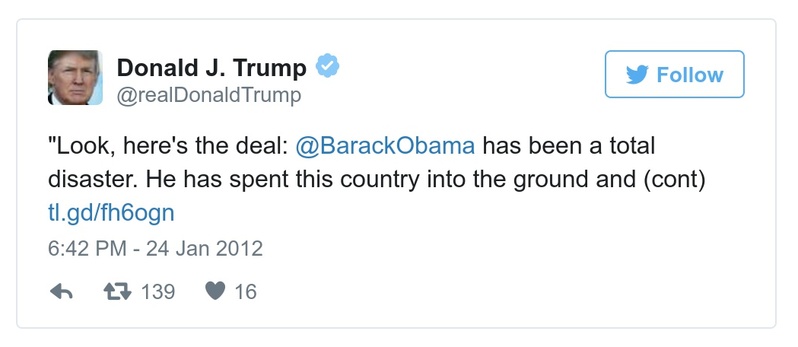 Donald J. Trump
@realDonaldTrump
Follow
"Look, here's the deal: @BarackObama has been a total
disaster. He has spent this country into the ground and (cont)
tl.gd/fh6ogn
6:42 PM - 24 Jan 2012
139 16